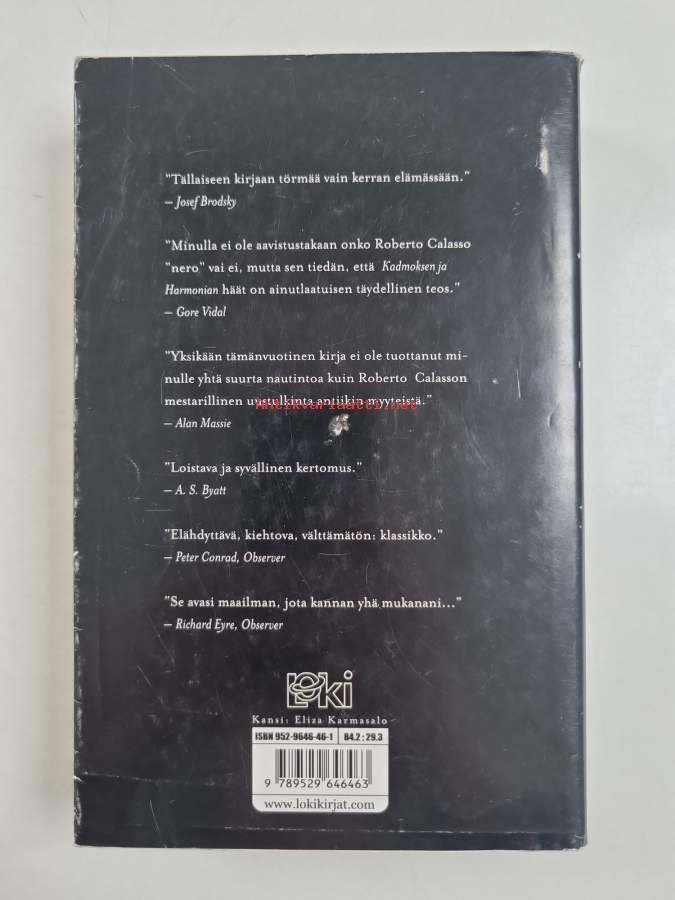 "Tällaiseen kirjaan törmää vain kerran elämässään."
– Josef Brodsky
"Minulla ei ole aavistustakaan onko Roberto Calasso
"nero" vai ei, mutta sen tiedän, että Kadmoksen ja
Harmonian häät on ainutlaatuisen täydellinen teos."
– Gore Vidal
"Yksikään tämänvuotinen kirja ei ole tuottanut mi-
nulle yhtä suurta nautintoa kuin Roberto Calasson
mestarillinen uustulkinta antiikin myyteistä."
Antikvariaatti.net
– Alan Massie
"Loistava ja syvällinen kertomus."
– A. S. Byatt
"Elähdyttävä, kiehtova, välttämätön: klassikko."
– Peter Conrad, Observer
"Se avasi maailman, jota kannan yhä mukanani..."
– Richard Eyre, Observer
Loki
Kansi: Eliza Karmasalo
ISBN 952-9646-46-1 84.2 : 29.3
9 789529 646463
www.lokikirjat.com